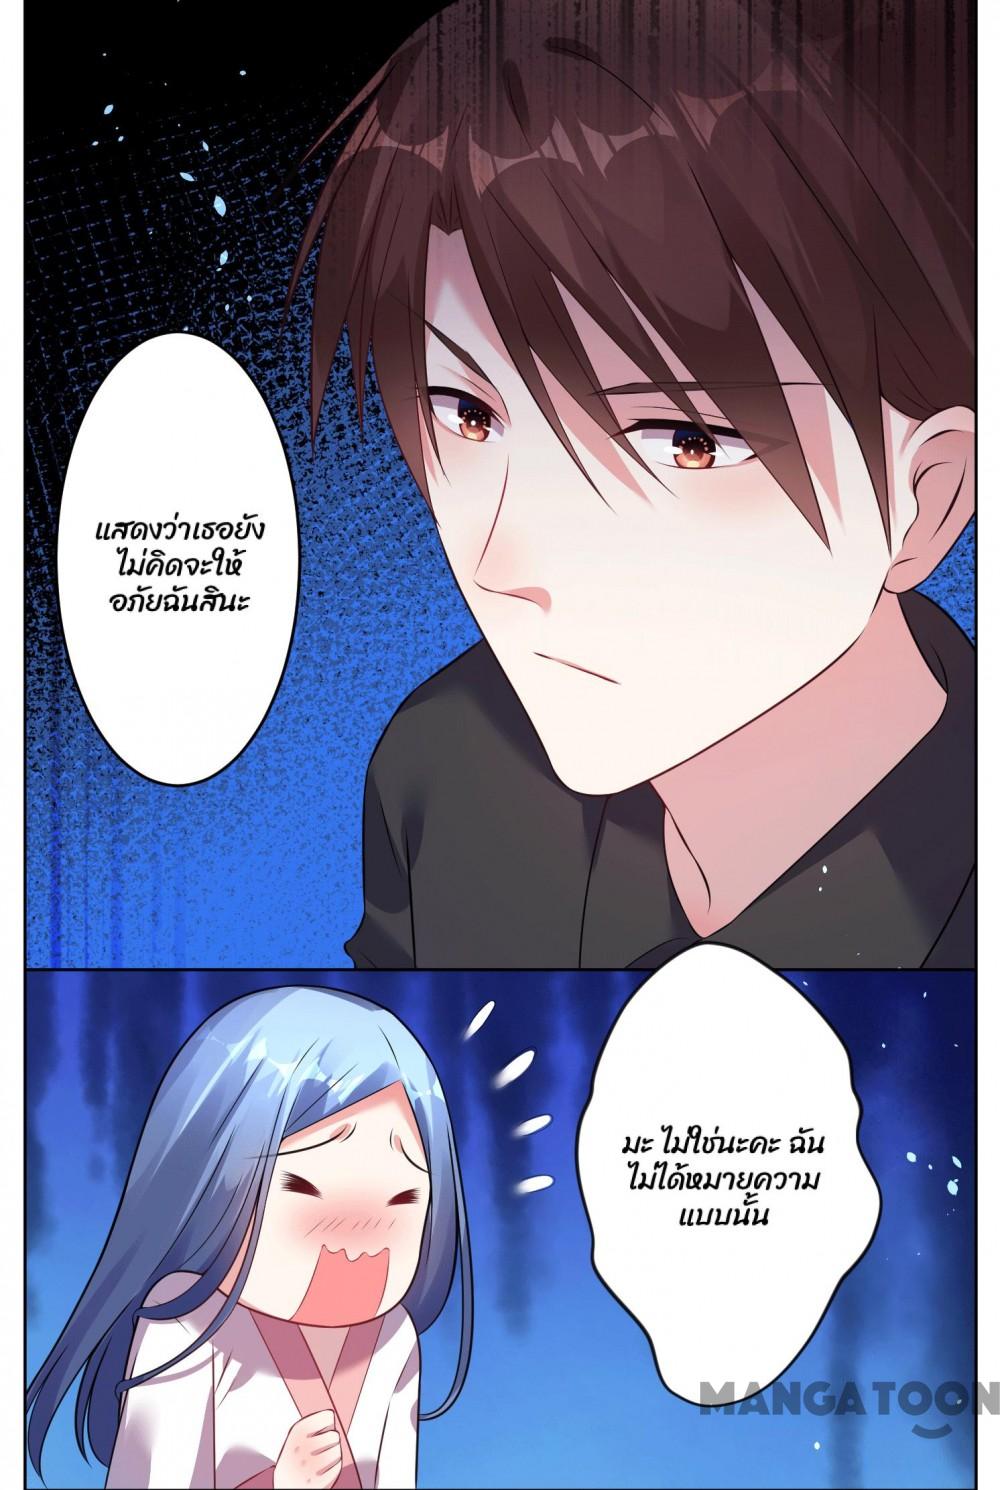 แสดงว่าเธอยัง
ไม่คิดจะให้
อภัยฉันสินะ
มะ ไม่ใช่นะคะ ฉัน
ไม่ได้หมายความ
แบบนั้น
MANGATOON